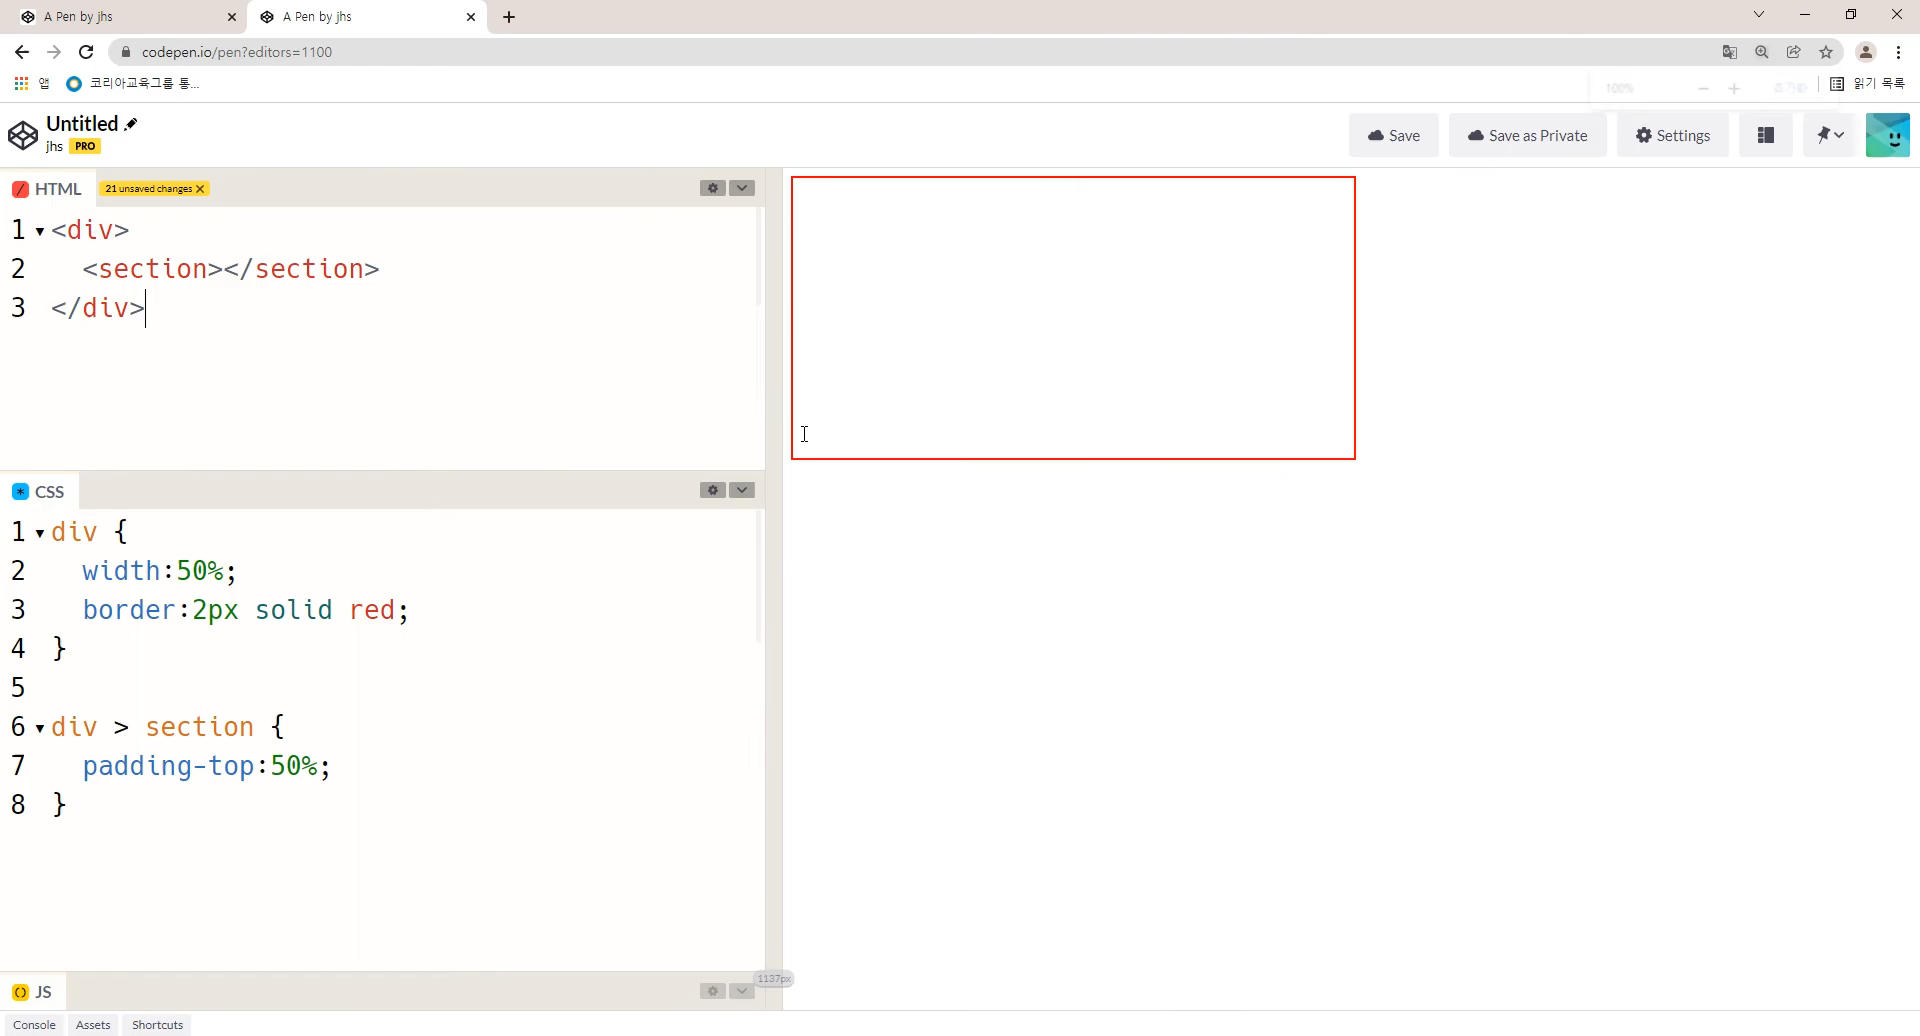 A Pen by jhs
A Pen by jhs
codepen.io/pen?editors=1100
앱 코리아교육그룹 통...
100%
읽기 목록
Untitled
jhs PRO
Save
Save as Private
Settings
HTML
21 unsaved changes
1 <div>
2 <section></section>
3 </div>
CSS
1 div {
2 width:50%;
3 border:2px solid red;
4 }
5
6 div > section {
7 padding-top:50%;
8 }
JS
1137px
Console
Assets
Shortcuts